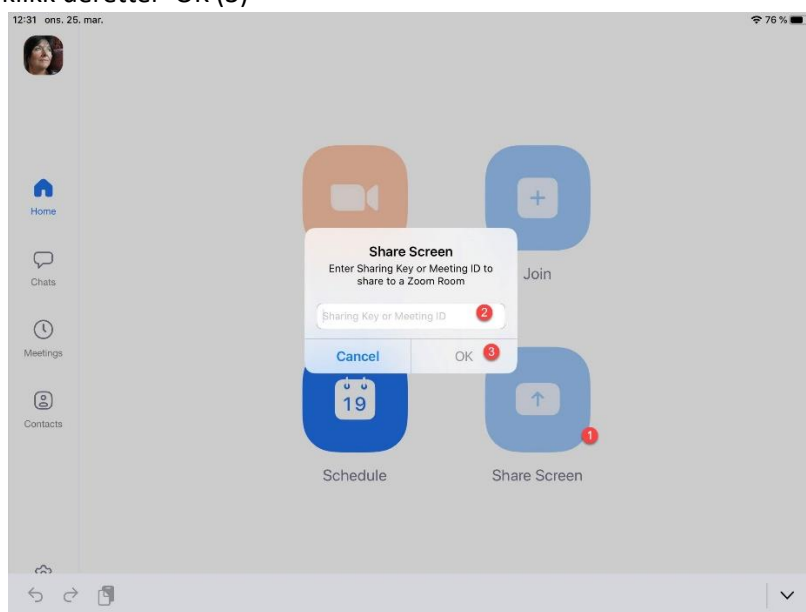 klikk deretter OK (3)
12:31 ons. 25. mar.
76 %
Home
Chats
Meetings
Contacts
Join
Share Screen
Enter Sharing Key or Meeting ID to
share to a Zoom Room
Sharing Key or Meeting ID
2
Cancel
OK
3
19
1
Schedule
Share Screen